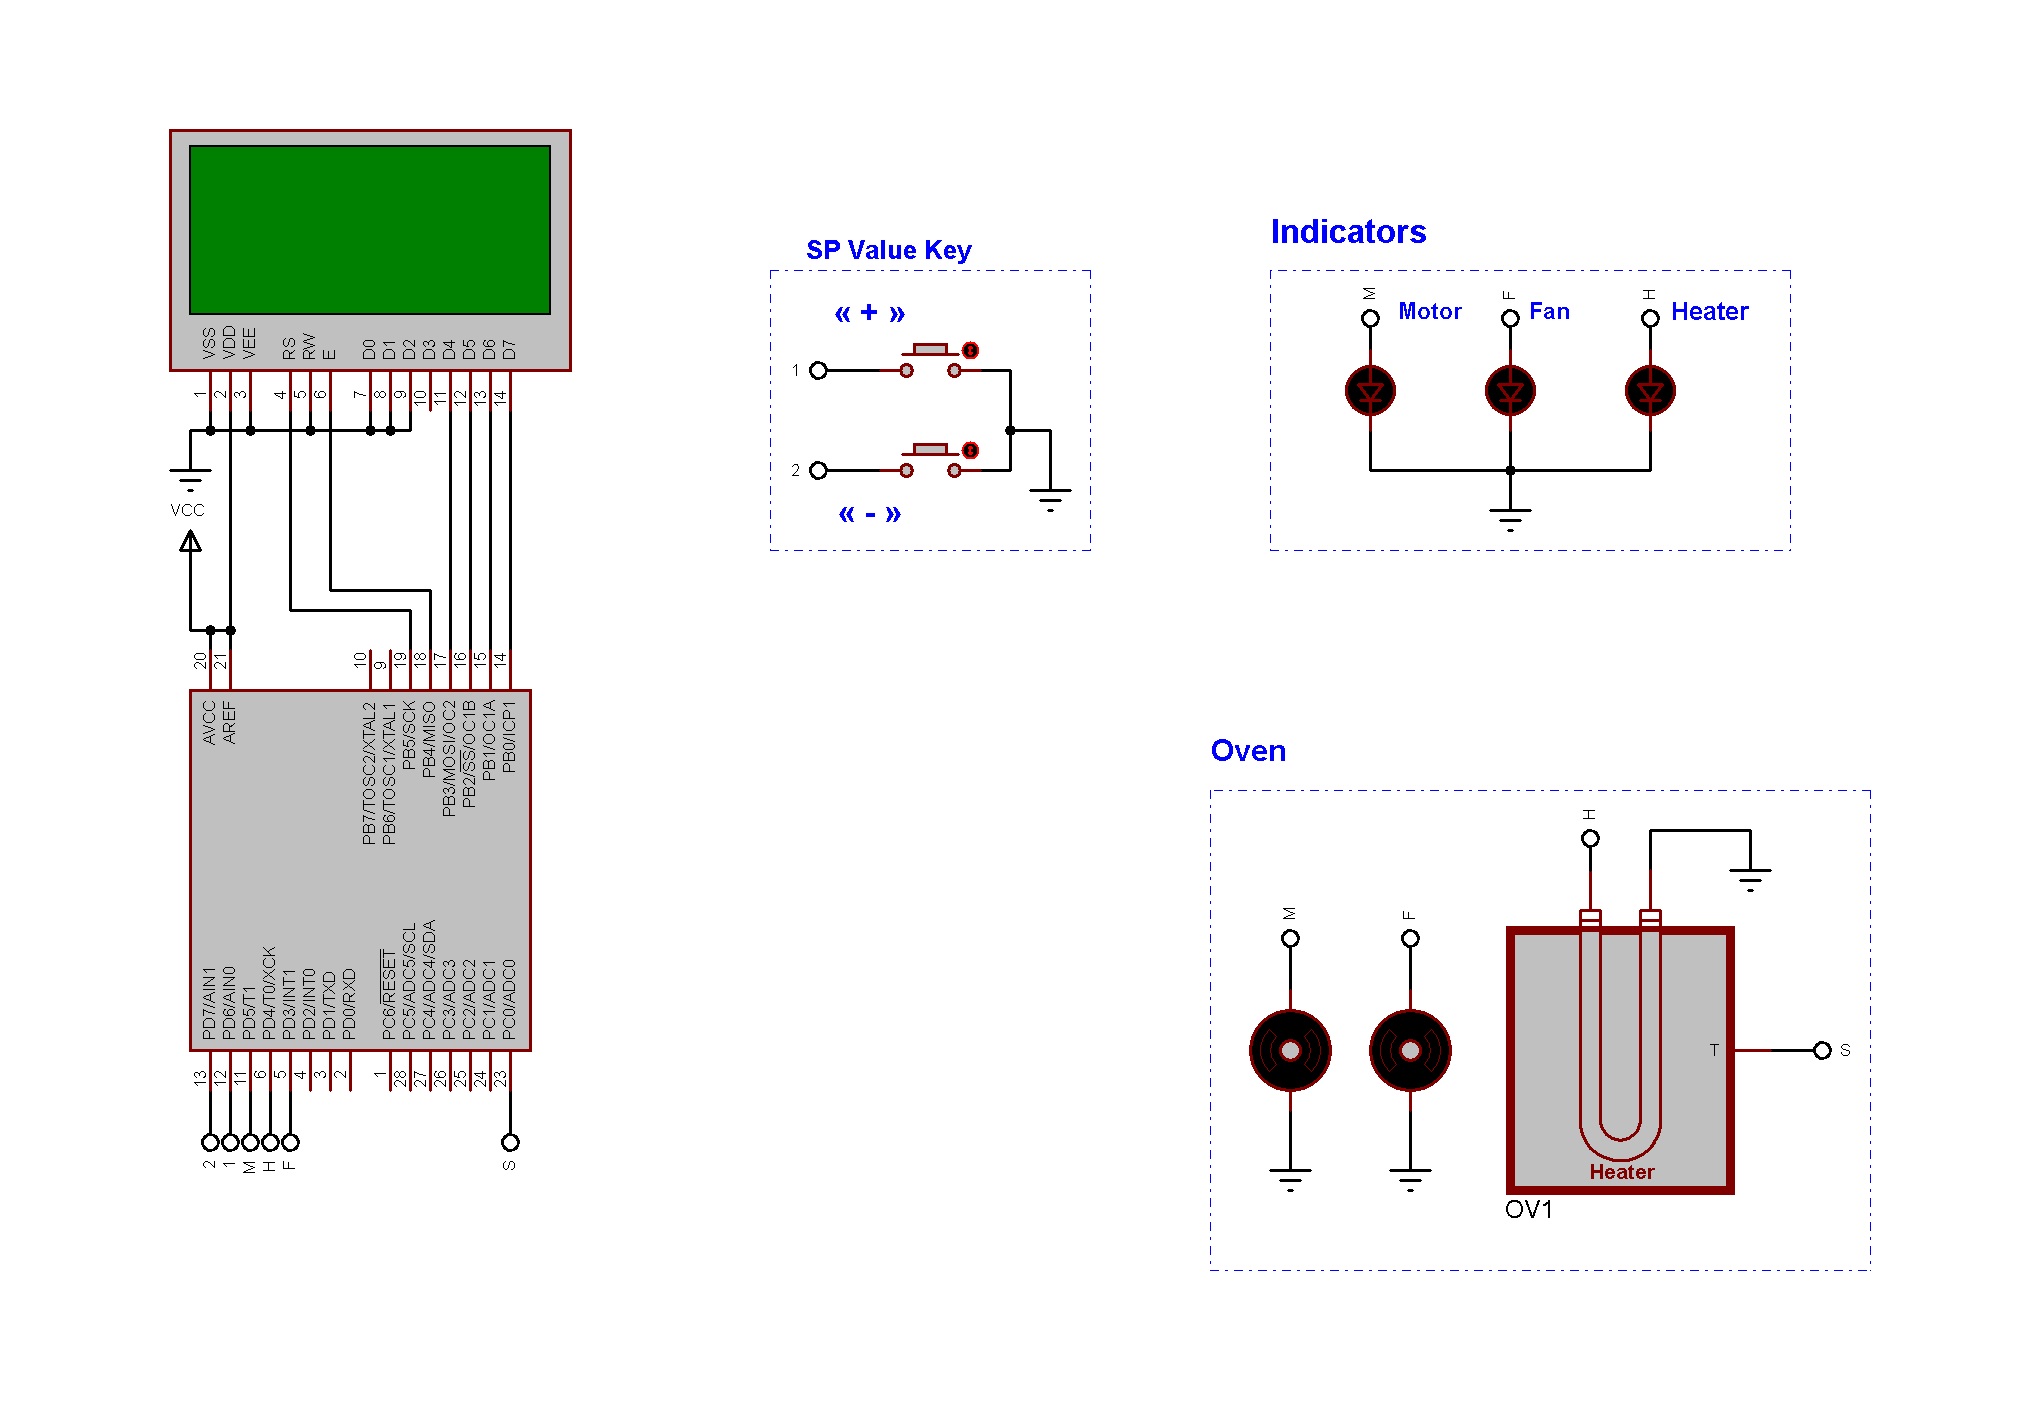 VSS
VDD
VEE
RS
RW
E
D0
D1
D2
D3
D4
D5
D6
D7
1
2
3
4
5
6
7
8
9
10
11
12
13
14
VCC
20
21
10
9
19
18
17
16
15
14
AVCC
AREF
PB7/TOSC2/XTAL2
PB6/TOSC1/XTAL1
PB5/SCK
PB4/MISO
PB3/MOSI/OC2
PB2/SS/OC1B
PB1/OC1A
PB0/ICP1
PD7/AIN1
PD6/AIN0
PD5/T1
PD4/T0/XCK
PD3/INT1
PD2/INT0
PD1/TXD
PD0/RXD
PC6/RESET
PC5/ADC5/SCL
PC4/ADC4/SDA
PC3/ADC3
PC2/ADC2
PC1/ADC1
PC0/ADC0
13
12
11
6
5
4
3
2
1
28
27
26
25
24
23
2
1
M
H
F
S
SP Value Key
« + »
1
2
« - »
Indicators
M
Motor
F
Fan
H
Heater
Oven
M
F
H
T
S
Heater
OV1